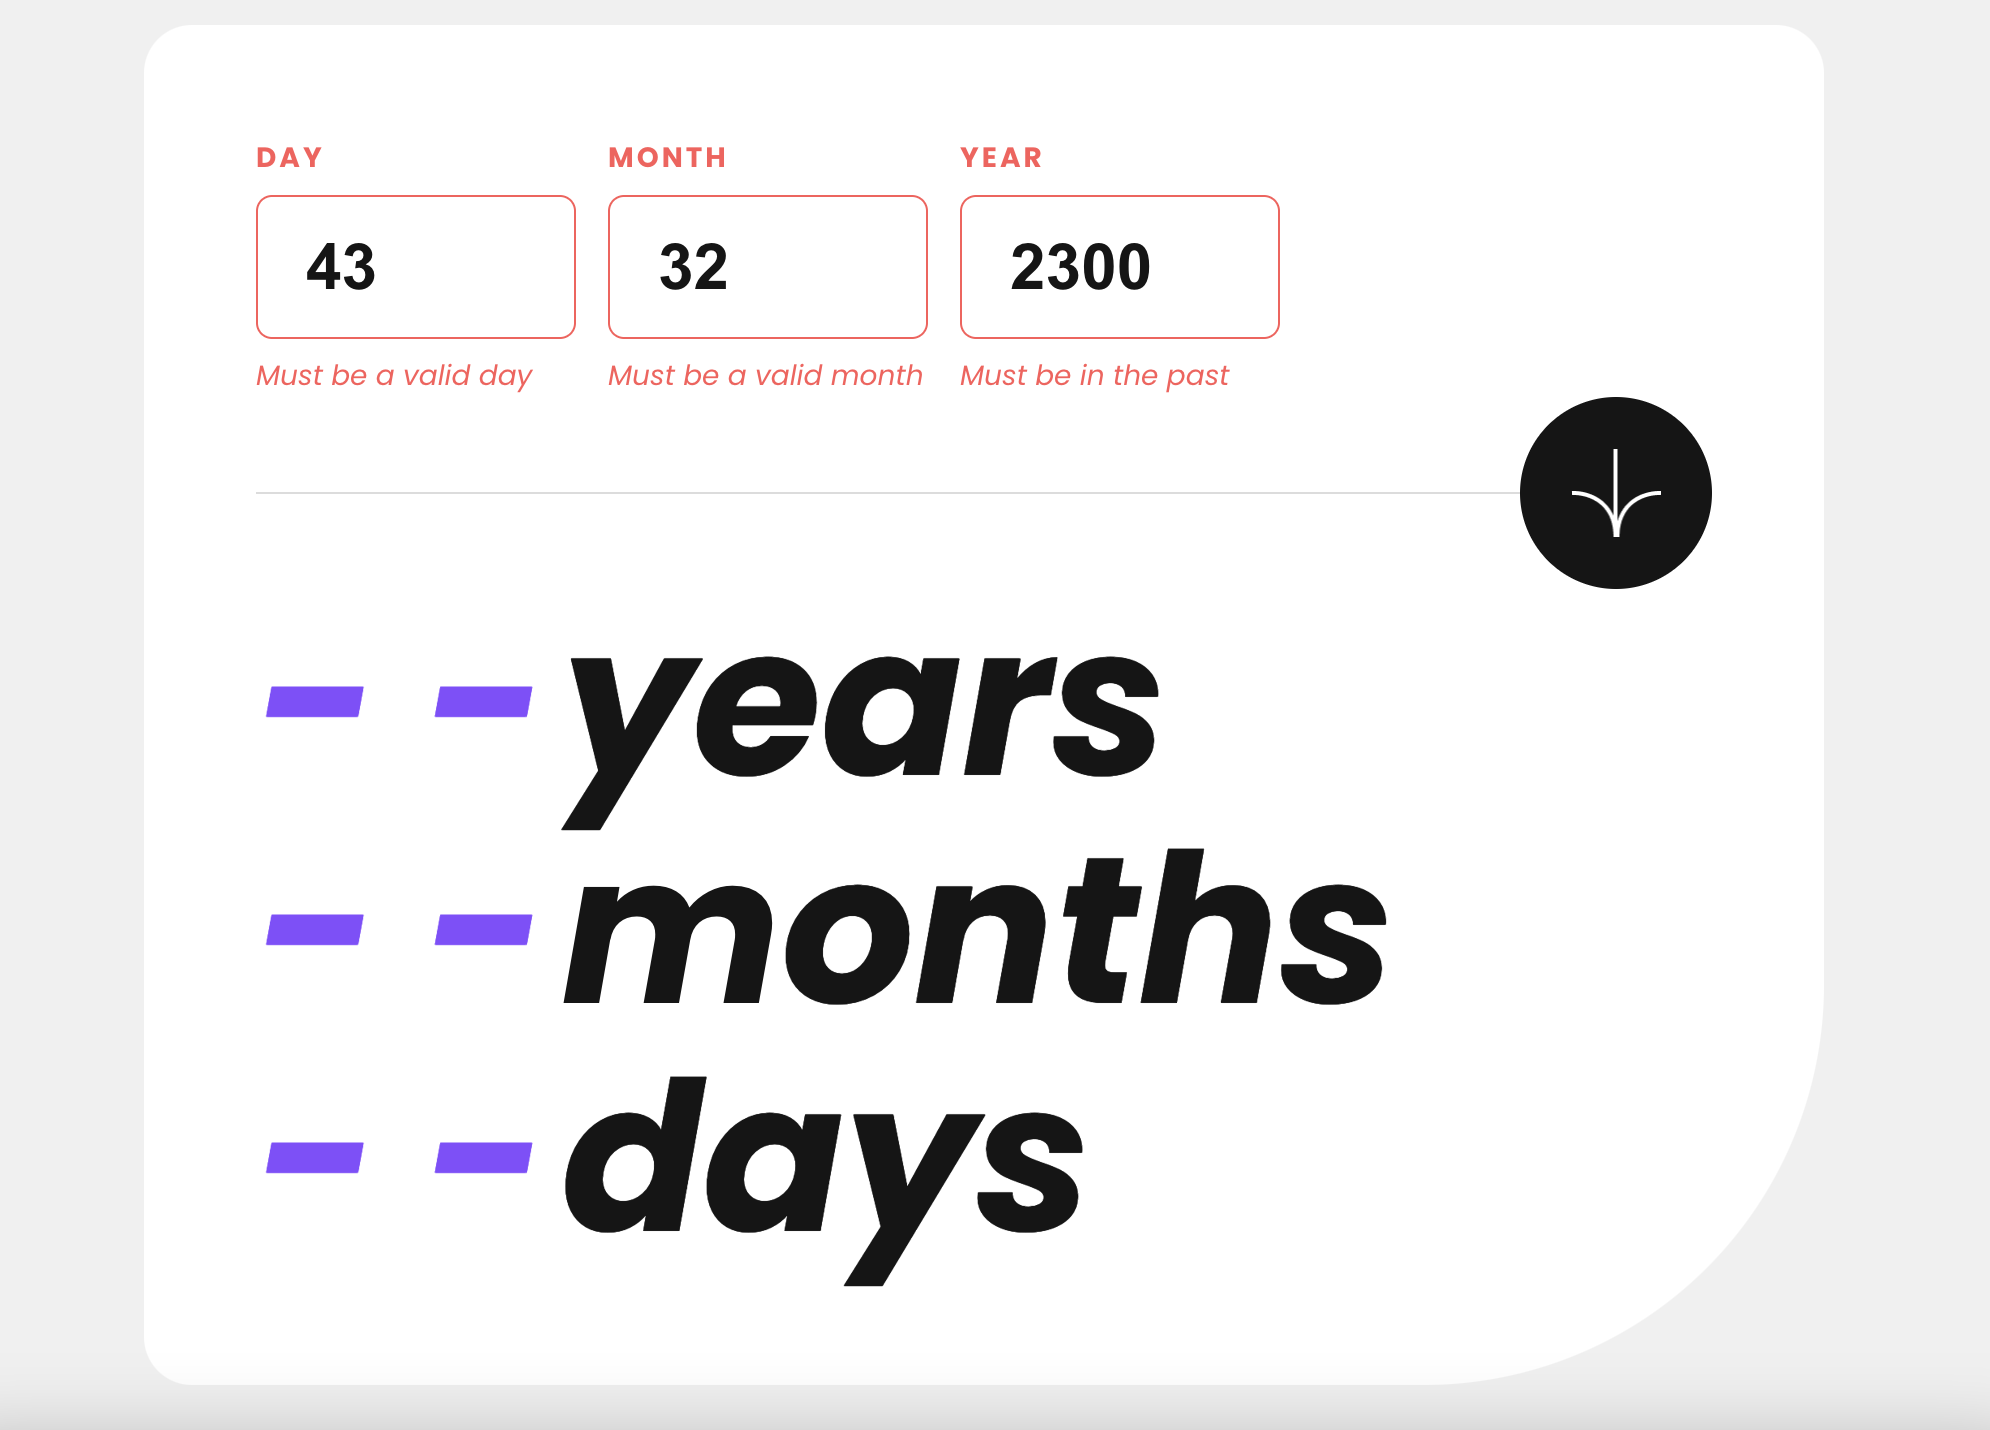 DAY MONTH YEAR
43 32 2300
Must be a valid day Must be a valid month Must be in the past
- - years
- - months
- - days